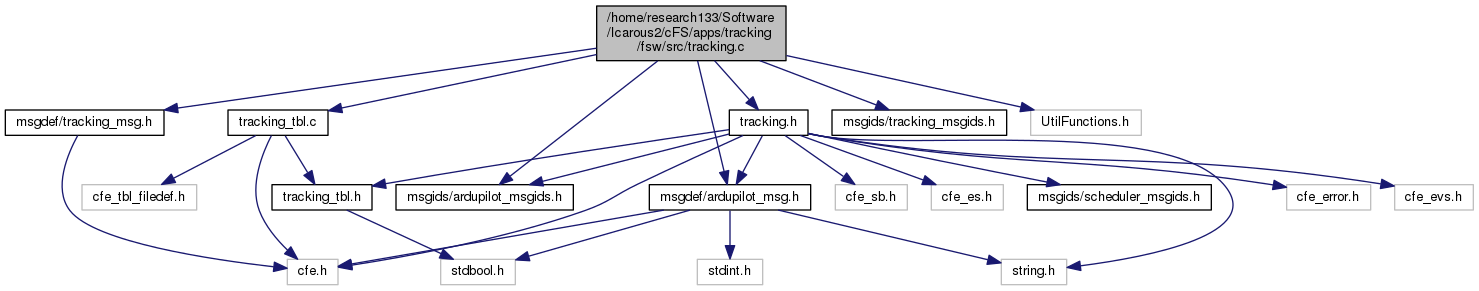 /home/research133/Software
/Icarous2/cFS/apps/tracking
/fsw/src/tracking.c
msgdef/tracking_msg.h
tracking_tbl.c
tracking.h
msgids/tracking_msgids.h
UtilFunctions.h
cfe_tbl_filedef.h
tracking_tbl.h
msgids/ardupilot_msgids.h
msgdef/ardupilot_msg.h
cfe_sb.h
cfe_es.h
msgids/scheduler_msgids.h
cfe_error.h
cfe_evs.h
cfe.h
stdbool.h
stdint.h
string.h